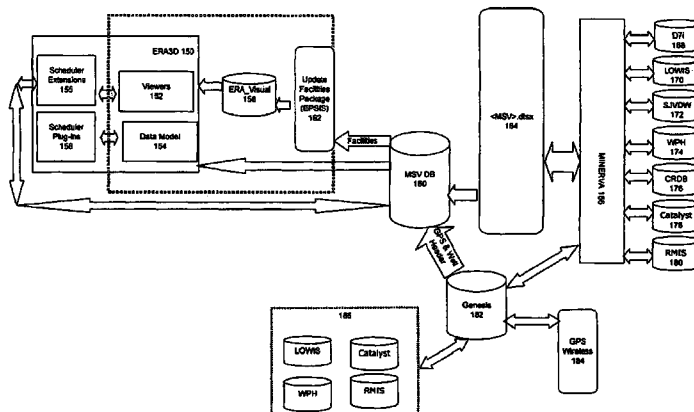 ERA3D 150
Scheduler
Extensions
155
Viewers
152
Scheduler
Plug-Ins
158
Data Model
154
ERA_Visual
158
Update
Facilities
Package
(EPSIS)
162
Facilities
MSV DB
160
<MSV>.dtsx
164
MINERVA 166
D7i
168
LOWIS
170
SJVDW
172
WPH
174
CRDB
176
Catalyst
178
RMIS
180
GPS & Well
Header
Genesis
182
GPS
Wireless
184
186
LOWIS
Catalyst
WPH
RMIS